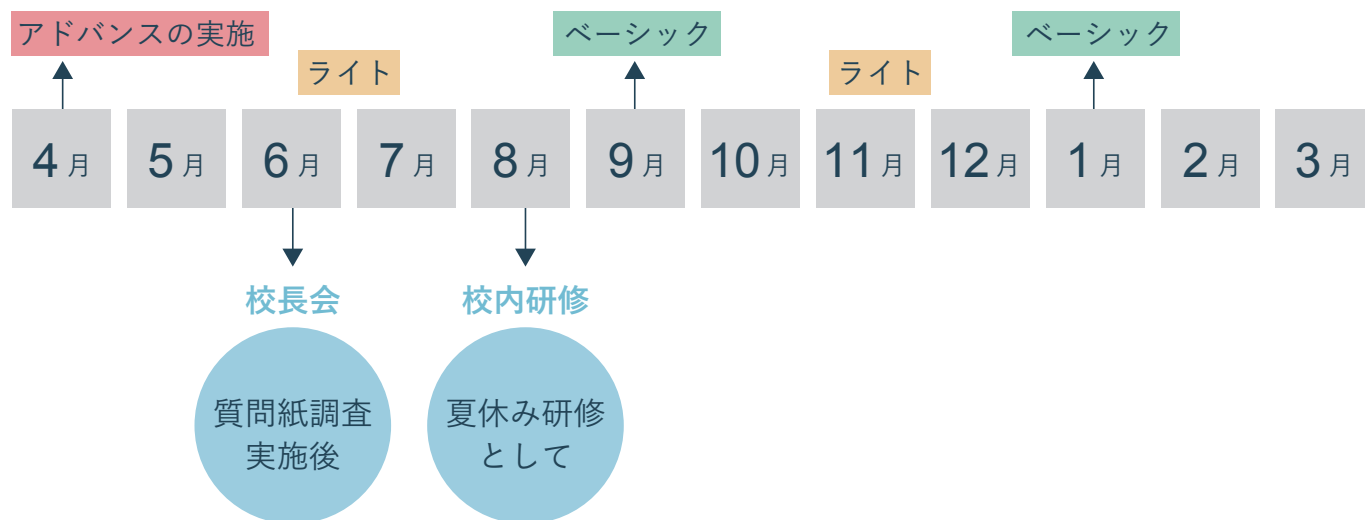 アドバンスの実施
ベーシック
ベーシック
ライト
ライト
4月
5月
6月
7月
8月
9月
10月
11月
12月
1月
2月
3月
校長会
校内研修
質問紙調査
実施後
夏休み研修
として